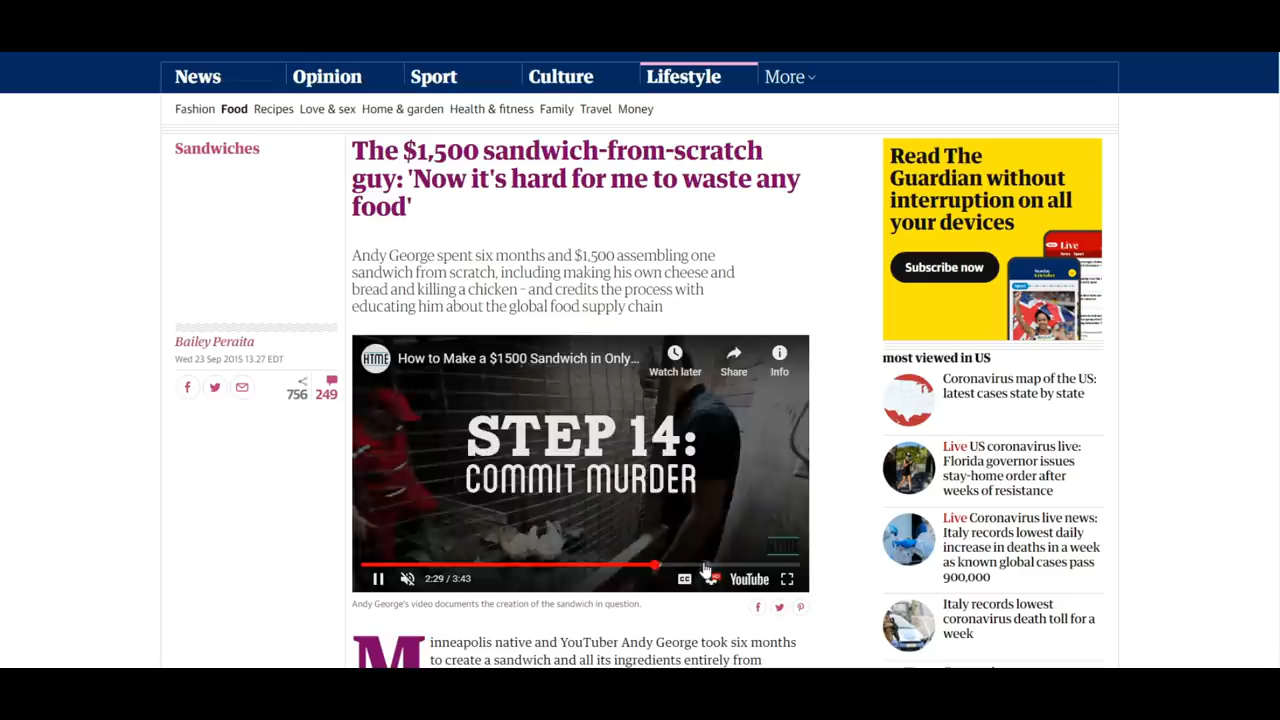 News
Opinion
Sport
Culture
Lifestyle
More
Fashion Food Recipes Love & sex Home & garden Health & fitness Family Travel Money
Sandwiches
The $1,500 sandwich-from-scratch
guy: 'Now it's hard for me to waste any
food'
Andy George spent six months and $1,500 assembling one
sandwich from scratch, including making his own cheese and
bread and killing a chicken – and credits the process with
educating him about the global food supply chain
Bailey Peraita
Wed 23 Sep 2015 13.27 EDT
756
249
HTME
How to Make a $1500 Sandwich in Only...
Watch later
Share
Info
STEP 14:
COMMIT MURDER
2:29 / 3:43
CC
HD
YouTube
Andy George's video documents the creation of the sandwich in question.
Minneapolis native and YouTuber Andy George took six months
to create a sandwich and all its ingredients entirely from
Read The
Guardian without
interruption on all
your devices
Subscribe now
Live
most viewed in US
Coronavirus map of the US:
latest cases state by state
Live US coronavirus live:
Florida governor issues
stay-home order after
weeks of resistance
Live Coronavirus live news:
Italy records lowest daily
increase in deaths in a week
as known global cases pass
900,000
Italy records lowest
coronavirus death toll for a
week